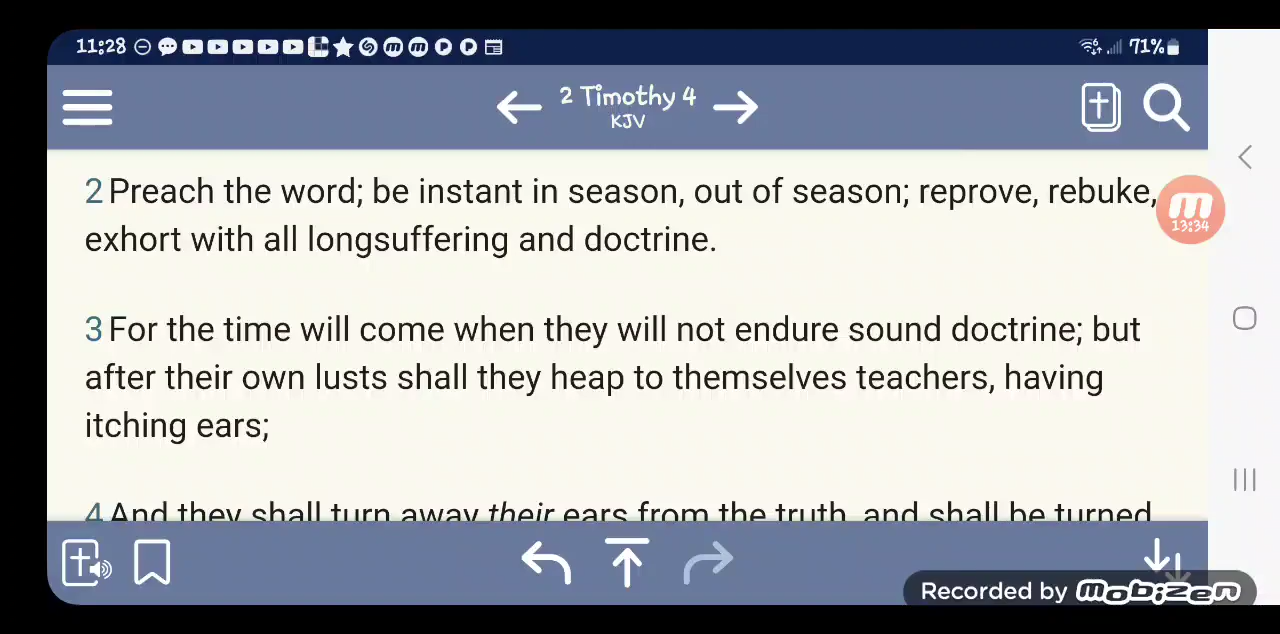 11:28
71%
2 Timothy 4
KJV
2 Preach the word; be instant in season, out of season; reprove, rebuke,
13:34
exhort with all longsuffering and doctrine.
3 For the time will come when they will not endure sound doctrine; but
after their own lusts shall they heap to themselves teachers, having
itching ears;
4 And they shall turn away their ears from the truth, and shall be turned
Recorded by mobizen